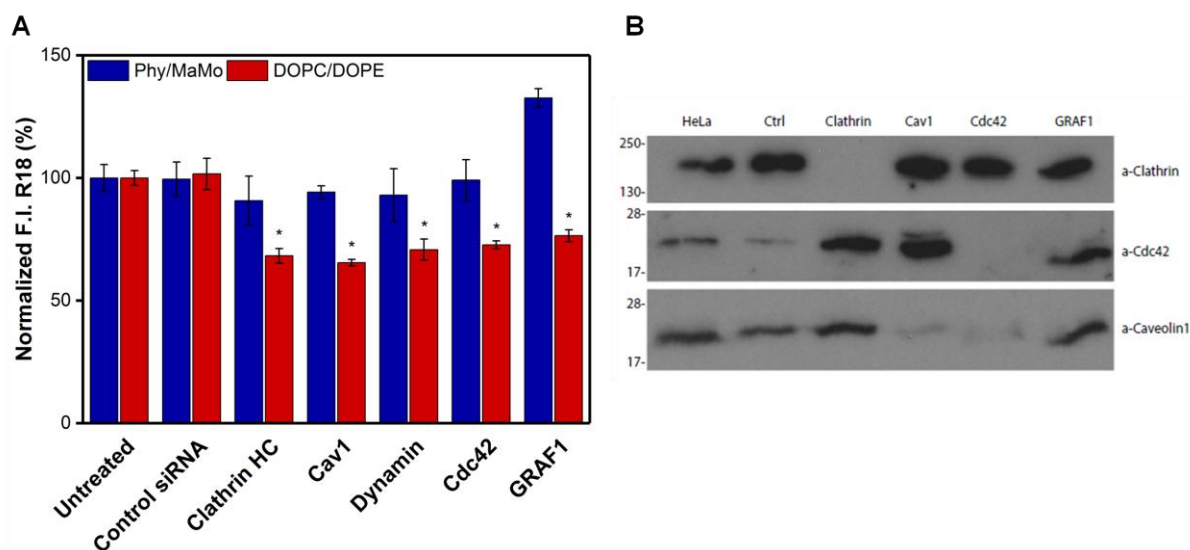 A
B
150
100
50
0
Normalized F.I. R18 (%)
Phy/MaMo DOPC/DOPE
* * * * *
Untreated
Control siRNA
Clathrin HC
Cav1
Dynamin
Cdc42
GRAF1
HeLa Ctrl Clathrin Cav1 Cdc42 GRAF1
250-
130-
a-Clathrin
28-
17-
a-Cdc42
28-
17-
a-Caveolin1